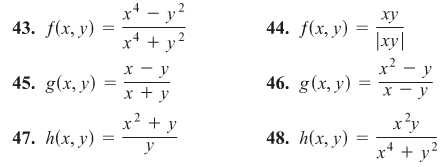 43. f(x, y) = (x⁴ − y²)/(x⁴ + y²)
44. f(x, y) = xy/|xy|
45. g(x, y) = (x − y)/(x + y)
46. g(x, y) = (x² − y)/(x − y)
47. h(x, y) = (x² + y)/y
48. h(x, y) = x²y/(x⁴ + y²)